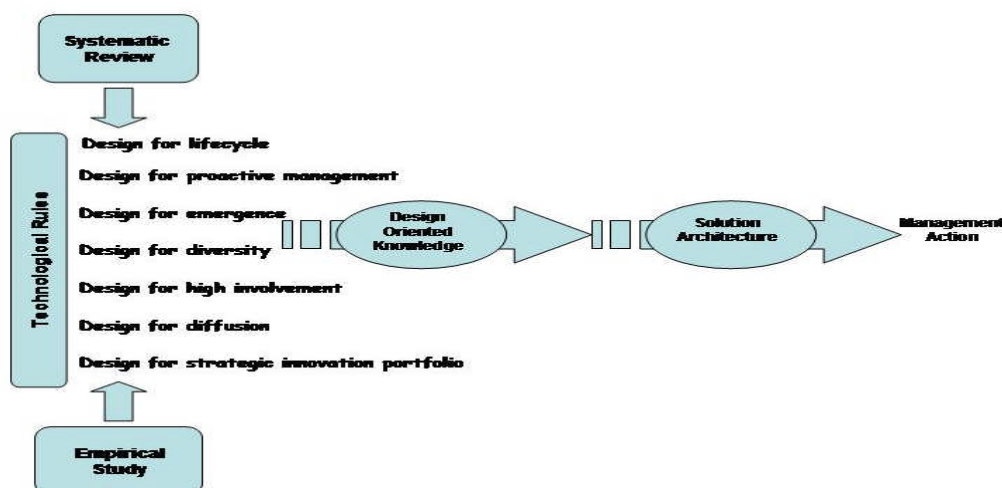 Systematic
Review
Technological Rules
Design for lifecycle
Design for proactive management
Design for emergence
Design for diversity
Design for high involvement
Design for diffusion
Design for strategic innovation portfolio
Design
Oriented
Knowledge
Solution
Architecture
Management
Action
Empirical
Study